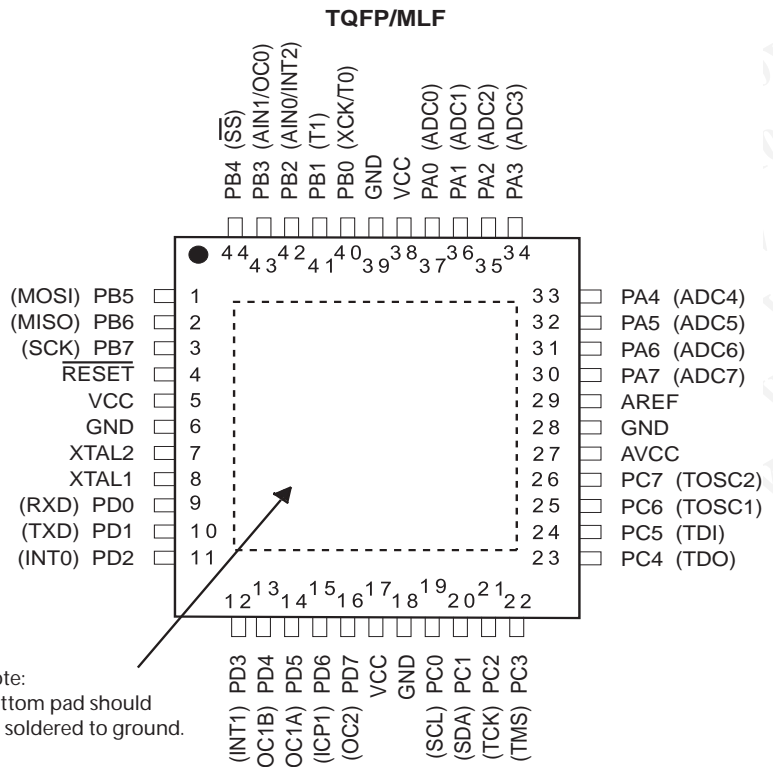 TQFP/MLF
PB4 (SS)
PB3 (AIN1/OC0)
PB2 (AIN0/INT2)
PB1 (T1)
PB0 (XCK/T0)
GND
VCC
PA0 (ADC0)
PA1 (ADC1)
PA2 (ADC2)
PA3 (ADC3)
44
43
42
41
40
39
38
37
36
35
34
(MOSI) PB5 1
(MISO) PB6 2
(SCK) PB7 3
RESET 4
VCC 5
GND 6
XTAL2 7
XTAL1 8
(RXD) PD0 9
(TXD) PD1 10
(INT0) PD2 11
33 PA4 (ADC4)
32 PA5 (ADC5)
31 PA6 (ADC6)
30 PA7 (ADC7)
29 AREF
28 GND
27 AVCC
26 PC7 (TOSC2)
25 PC6 (TOSC1)
24 PC5 (TDI)
23 PC4 (TDO)
12
13
14
15
16
17
18
19
20
21
22
(INT1) PD3
OC1B) PD4
OC1A) PD5
(ICP1) PD6
(OC2) PD7
VCC
GND
(SCL) PC0
(SDA) PC1
(TCK) PC2
(TMS) PC3
ote:
ttom pad should
soldered to ground.